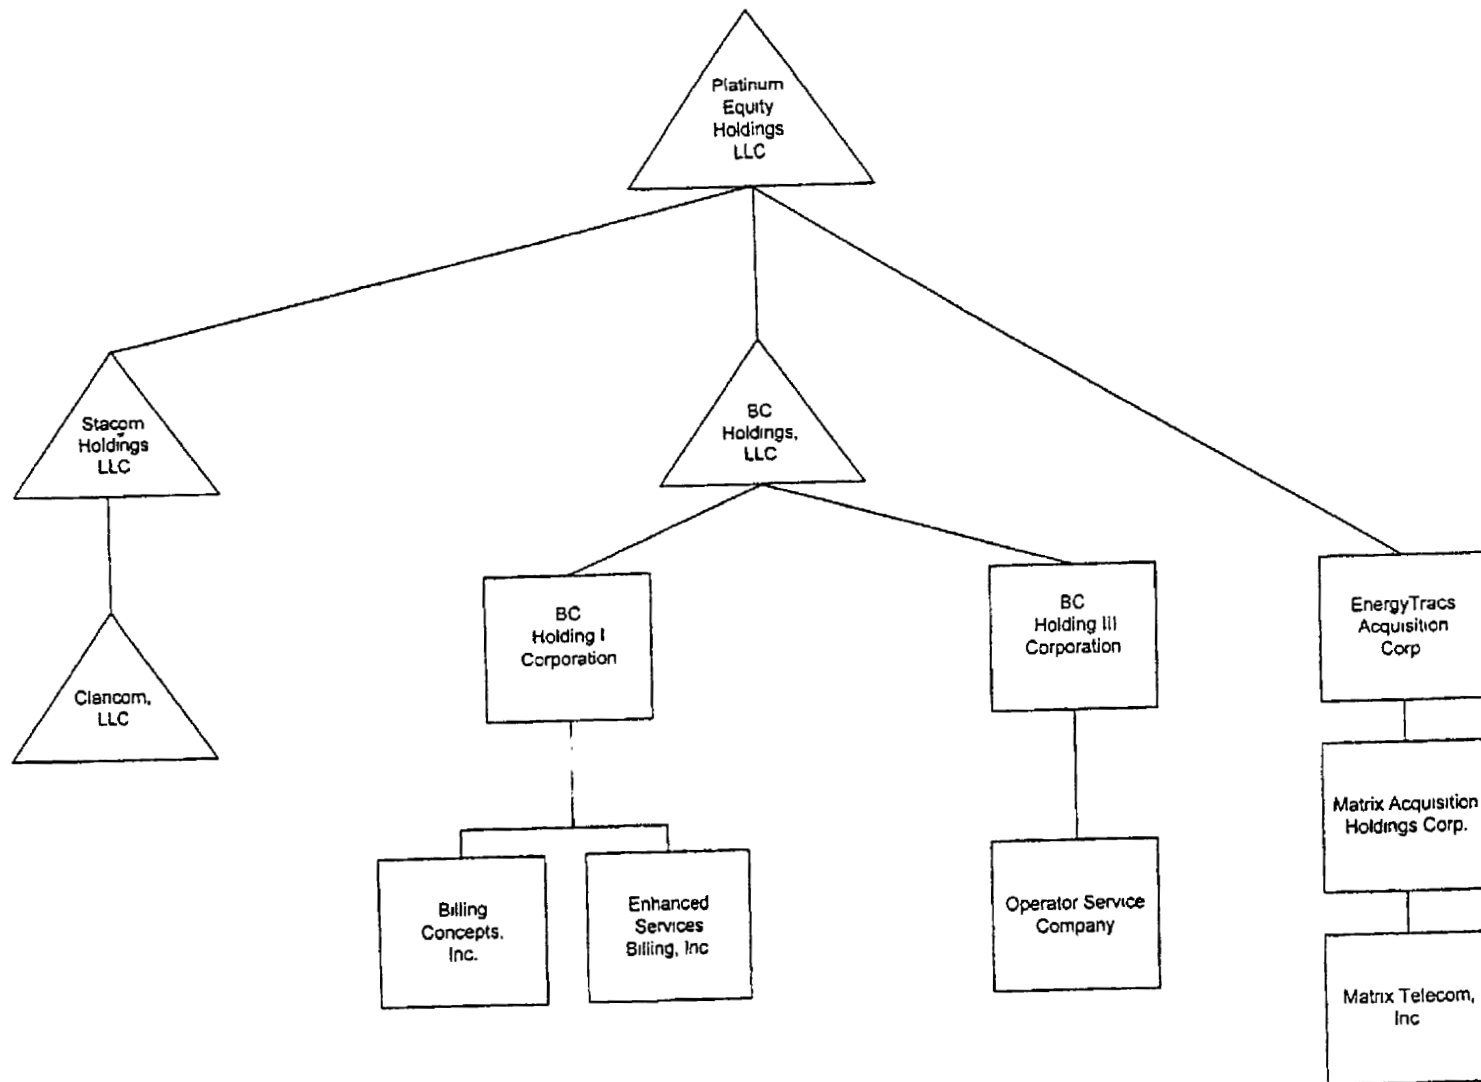 Platinum
Equity
Holdings
LLC
Stacom
Holdings
LLC
BC
Holdings,
LLC
BC
Holding I
Corporation
BC
Holding III
Corporation
EnergyTracs
Acquisition
Corp
Clancom,
LLC
Matrix Acquisition
Holdings Corp.
Billing
Concepts,
Inc.
Enhanced
Services
Billing, Inc
Operator Service
Company
Matrix Telecom,
Inc